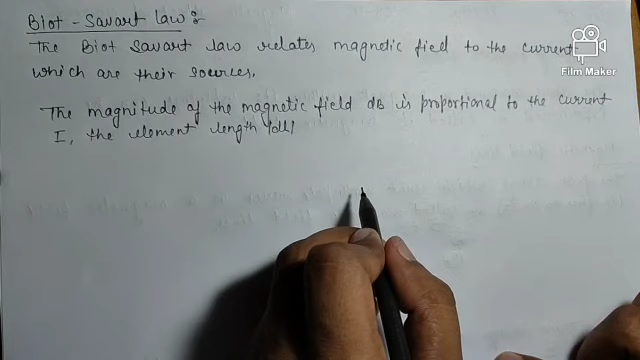 Biot - Savart law :
The Biot Savart law relates magnetic field to the current
which are their sources.
The magnitude of the magnetic field dB is proportional to the current
I, the element length |dl|
Film Maker